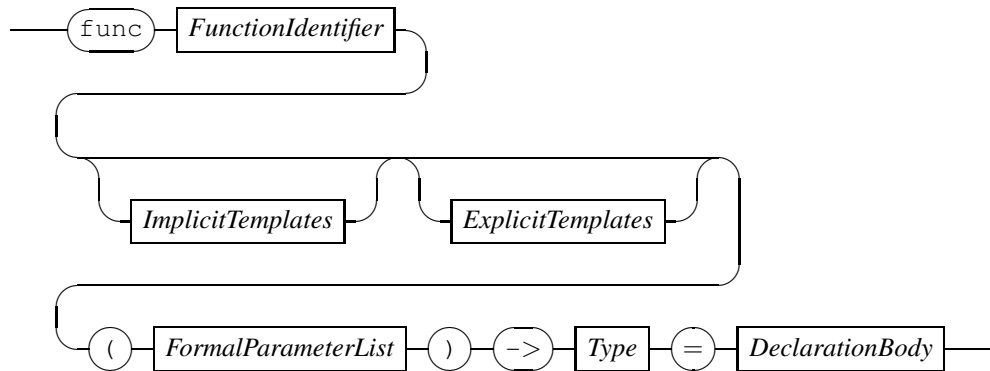 func FunctionIdentifier
ImplicitTemplates ExplicitTemplates
( FormalParameterList ) -> Type = DeclarationBody